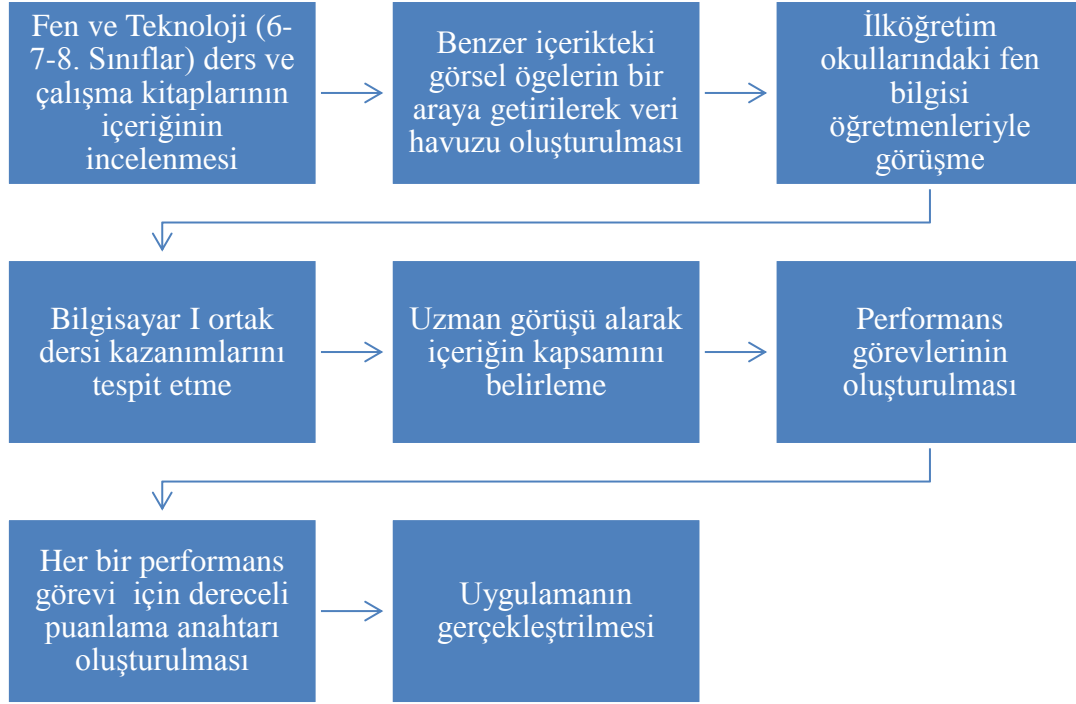 Fen ve Teknoloji (6-
7-8. Sınıflar) ders ve
çalışma kitaplarının
içeriğinin
incelenmesi
Benzer içerikteki
görsel ögelerin bir
araya getirilerek veri
havuzu oluşturulması
İlköğretim
okullarındaki fen
bilgisi
öğretmenleriyle
görüşme
Bilgisayar I ortak
dersi kazanımlarını
tespit etme
Uzman görüşü alarak
içeriğin kapsamını
belirleme
Performans
görevlerinin
oluşturulması
Her bir performans
görevi için dereceli
puanlama anahtarı
oluşturulması
Uygulamanın
gerçekleştrilmesi